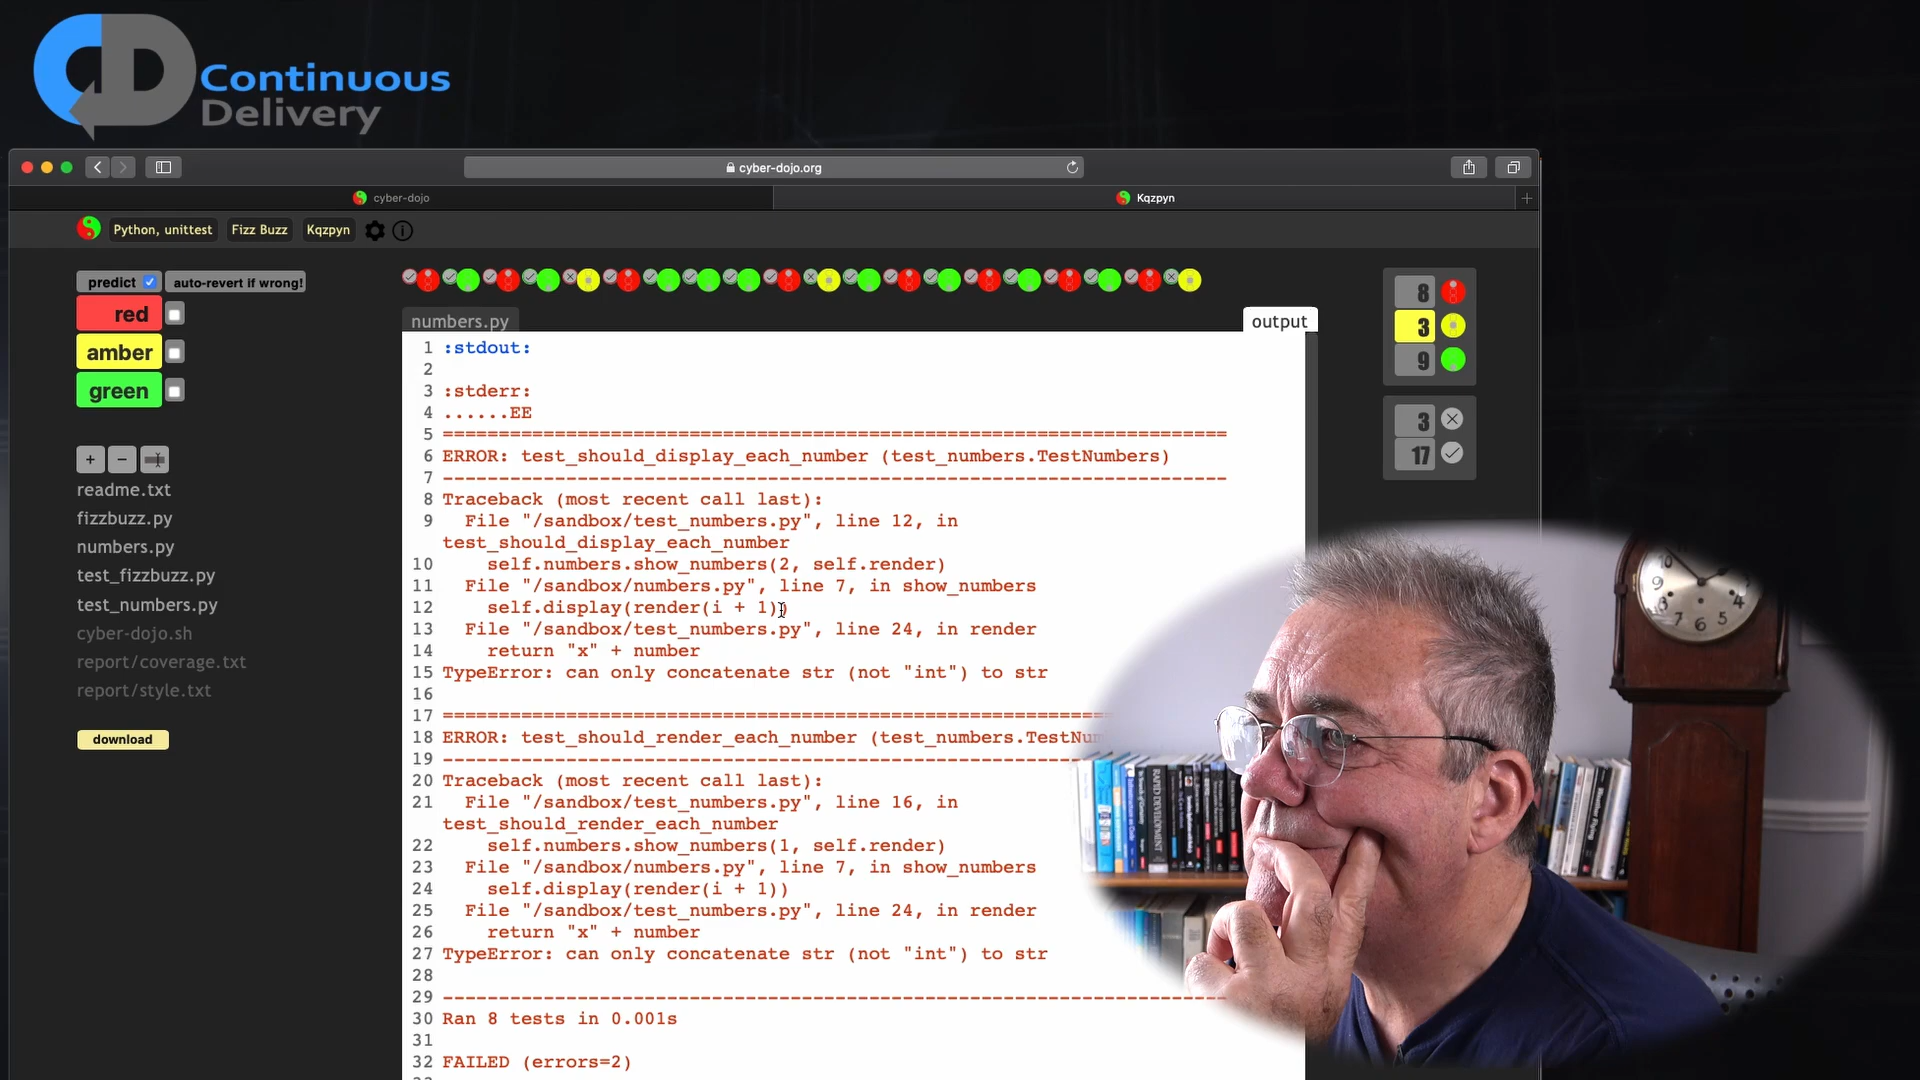 Continuous
Delivery
cyber-dojo.org
cyber-dojo
Kqzpyn
Python, unittest
Fizz Buzz
Kqzpyn
predict
auto-revert if wrong!
red
amber
green
readme.txt
fizzbuzz.py
numbers.py
test_fizzbuzz.py
test_numbers.py
cyber-dojo.sh
report/coverage.txt
report/style.txt
download
numbers.py
output
1 :stdout:
2
3 :stderr:
4 ......EE
5 ======================================================================
6 ERROR: test_should_display_each_number (test_numbers.TestNumbers)
7 ----------------------------------------------------------------------
8 Traceback (most recent call last):
9 File "/sandbox/test_numbers.py", line 12, in
test_should_display_each_number
10 self.numbers.show_numbers(2, self.render)
11 File "/sandbox/numbers.py", line 7, in show_numbers
12 self.display(render(i + 1))
13 File "/sandbox/test_numbers.py", line 24, in render
14 return "x" + number
15 TypeError: can only concatenate str (not "int") to str
16
17 ============================================================
18 ERROR: test_should_render_each_number (test_numbers.TestNum
19 ----------------------------------------------------------
20 Traceback (most recent call last):
21 File "/sandbox/test_numbers.py", line 16, in
test_should_render_each_number
22 self.numbers.show_numbers(1, self.render)
23 File "/sandbox/numbers.py", line 7, in show_numbers
24 self.display(render(i + 1))
25 File "/sandbox/test_numbers.py", line 24, in render
26 return "x" + number
27 TypeError: can only concatenate str (not "int") to str
28
29 ----------------------------------------------------------------------
30 Ran 8 tests in 0.001s
31
32 FAILED (errors=2)
8
3
9
3
17
RAPID DEVELOPMENT